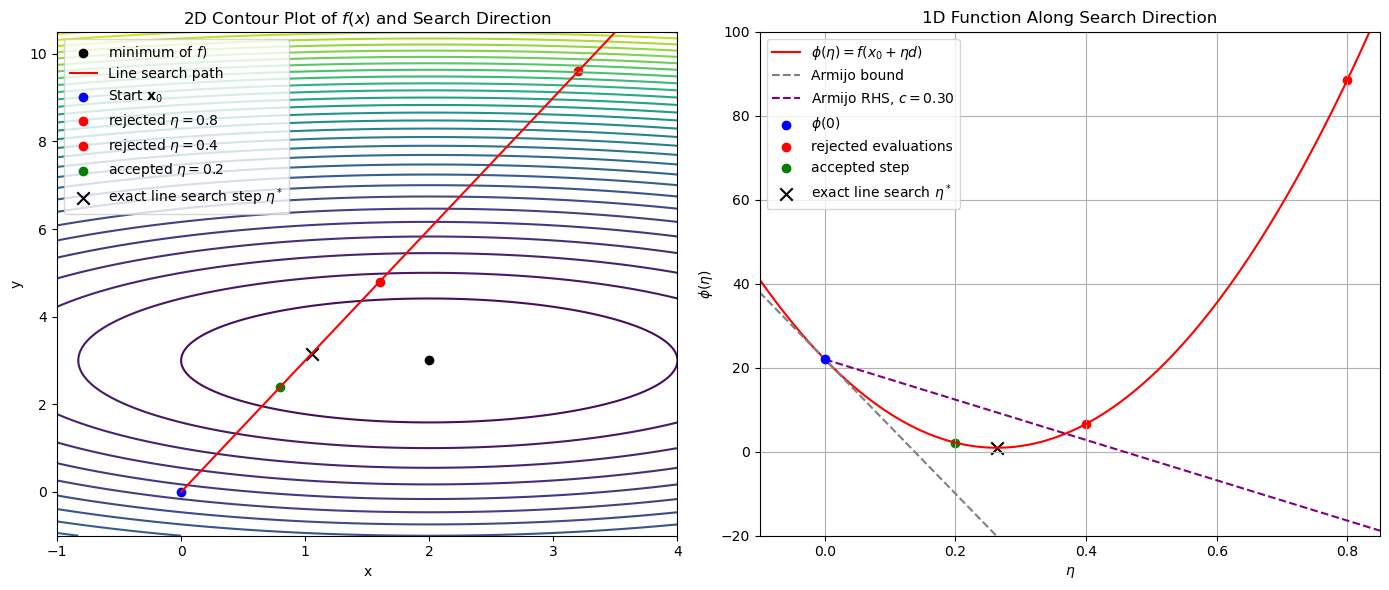 2D Contour Plot of f(x) and Search Direction
minimum of f)
Line search path
Start x₀
rejected η = 0.8
rejected η = 0.4
accepted η = 0.2
exact line search step η*
10
8
6
4
2
0
y
−1
0
1
2
3
4
x
1D Function Along Search Direction
ϕ(η) = f(x₀ + ηd)
Armijo bound
Armijo RHS, c = 0.30
ϕ(0)
rejected evaluations
accepted step
exact line search η*
100
80
60
40
20
0
−20
ϕ(η)
0.0
0.2
0.4
0.6
0.8
η